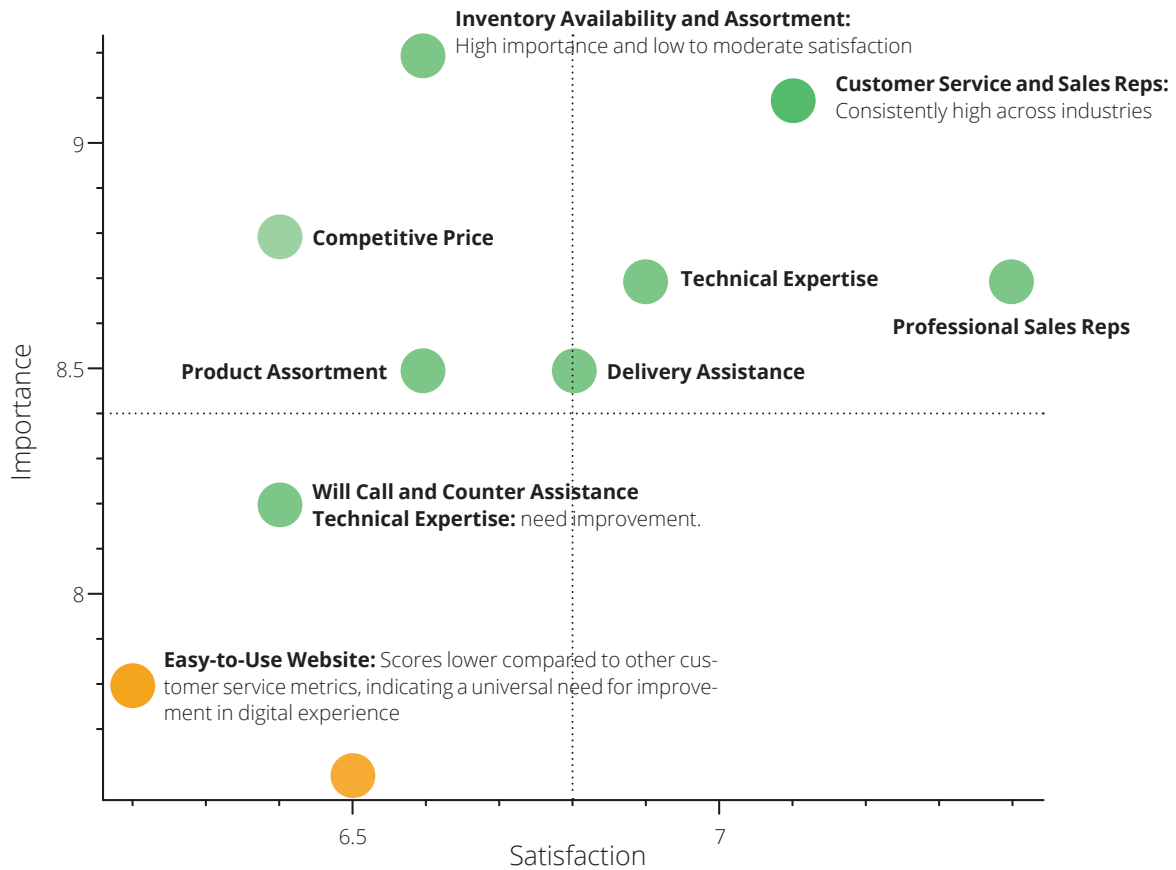 Inventory Availability and Assortment:
High importance and low to moderate satisfaction
Customer Service and Sales Reps:
Consistently high across industries
9
Competitive Price
Technical Expertise
Professional Sales Reps
8.5
Product Assortment
Delivery Assistance
Importance
Will Call and Counter Assistance
Technical Expertise: need improvement.
8
Easy-to-Use Website: Scores lower compared to other cus-
tomer service metrics, indicating a universal need for improve-
ment in digital experience
6.5
7
Satisfaction